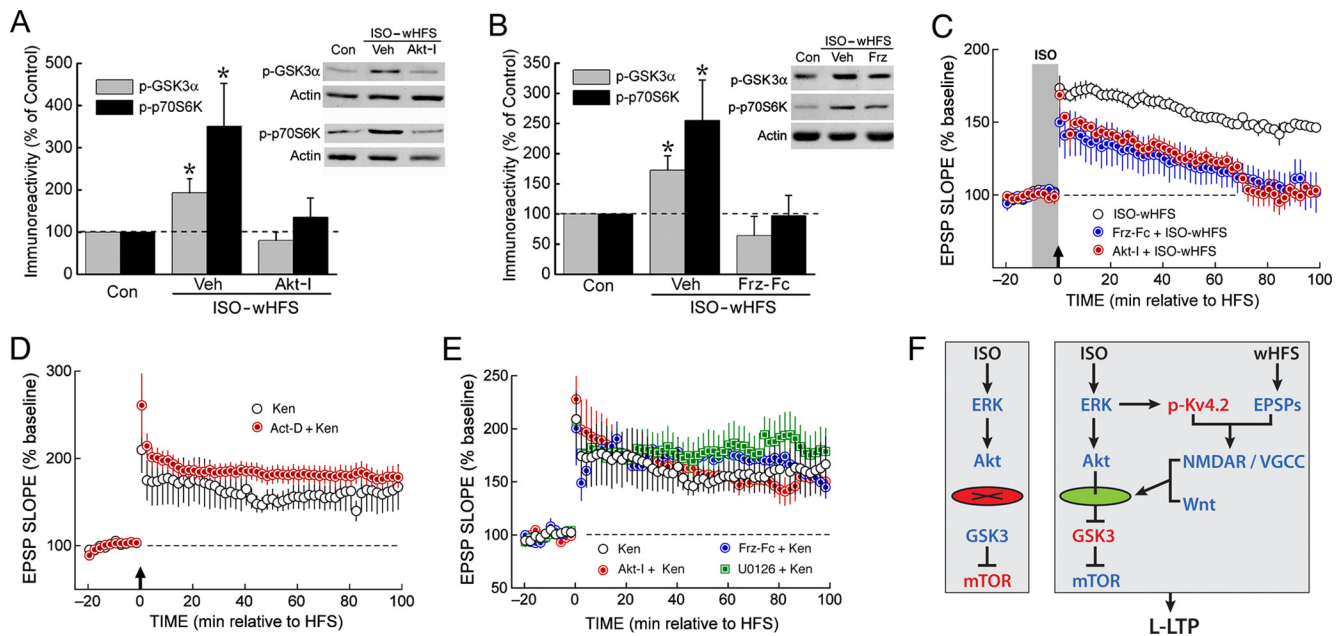 A
Immunoreactivity (% of Control)
500
450
400
350
300
250
200
150
100
50
0
p-GSK3α
p-p70S6K
*
*
Con
Veh
Akt-I
ISO–wHFS
ISO–wHFS
Con Veh Akt-I
p-GSK3α
Actin
p-p70S6K
Actin
B
Immunoreactivity (% of Control)
350
300
250
200
150
100
50
0
p-GSK3α
p-p70S6K
*
*
Con
Veh
Frz-Fc
ISO–wHFS
ISO–wHFS
Con Veh Frz
p-GSK3α
p-p70S6K
Actin
C
EPSP SLOPE (% baseline)
200
150
100
50
ISO
ISO-wHFS
Frz-Fc + ISO-wHFS
Akt-I + ISO-wHFS
–20 0 20 40 60 80 100
TIME (min relative to HFS)
D
EPSP SLOPE (% baseline)
300
200
100
Ken
Act-D + Ken
–20 0 20 40 60 80 100
TIME (min relative to HFS)
E
EPSP SLOPE (% baseline)
250
200
150
100
50
Ken
Akt-I + Ken
Frz-Fc + Ken
U0126 + Ken
–20 0 20 40 60 80 100
TIME (min relative to HFS)
F
ISO
ERK
Akt
GSK3
mTOR
ISO wHFS
ERK p-Kv4.2 EPSPs
Akt NMDAR / VGCC
Wnt
GSK3
mTOR
L-LTP